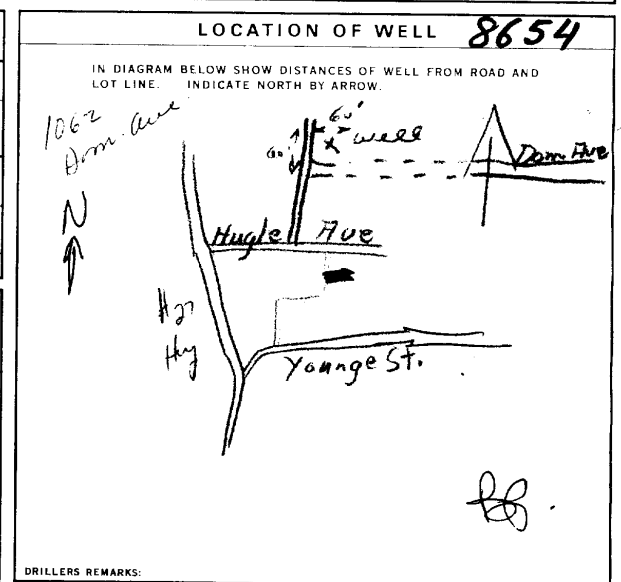 LOCATION OF WELL 8654
IN DIAGRAM BELOW SHOW DISTANCES OF WELL FROM ROAD AND
LOT LINE. INDICATE NORTH BY ARROW.
1062
Dom. Ave
60'
60'
X well
Dom Ave
N
Hugle Ave
H 27
Hwy
Younge St.
DRILLERS REMARKS: